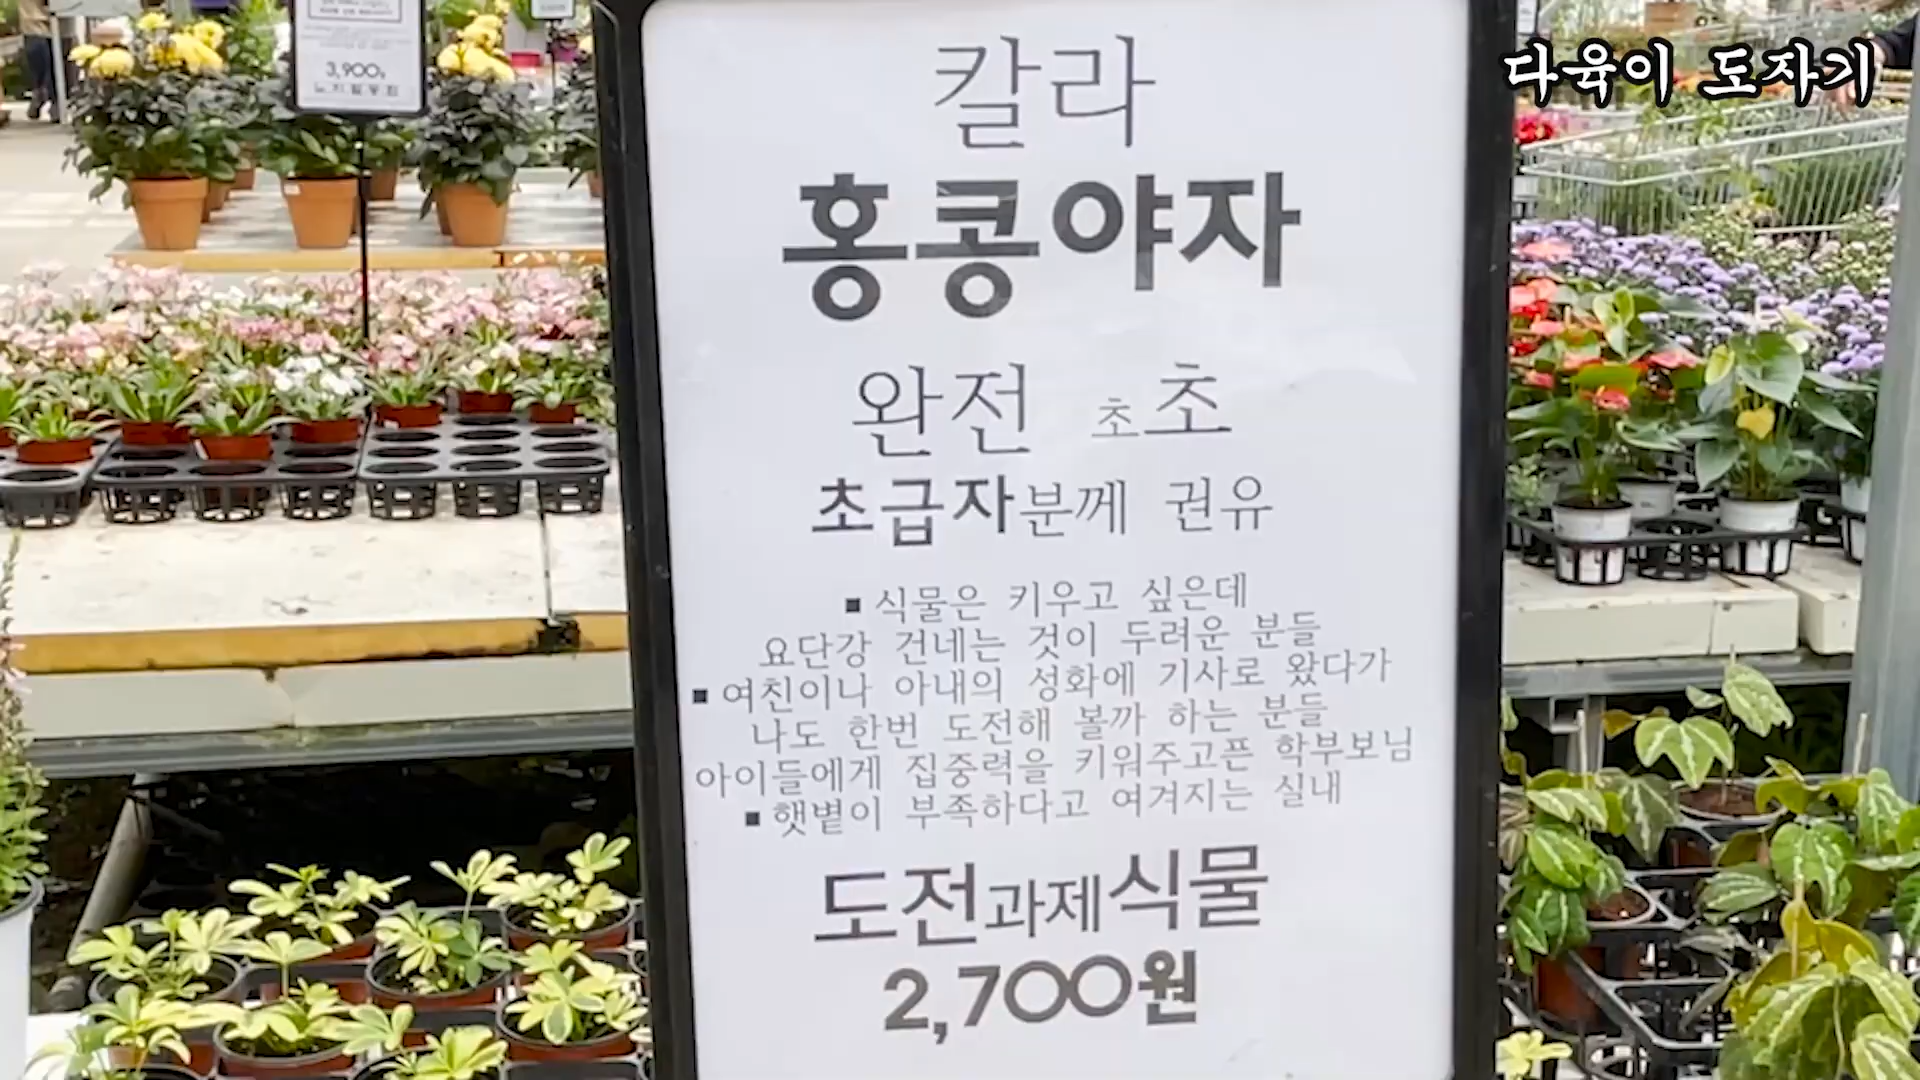 다육이 도자기
3,900
칼라
홍콩야자
완전 초초
초급자분께 권유
▪ 식물은 키우고 싶은데
요단강 건네는 것이 두려운 분들
▪ 여친이나 아내의 성화에 기사로 왔다가
나도 한번 도전해 볼까 하는 분들
아이들에게 집중력을 키워주고픈 학부보님
▪ 햇볕이 부족하다고 여겨지는 실내
도전과제식물
2,700원